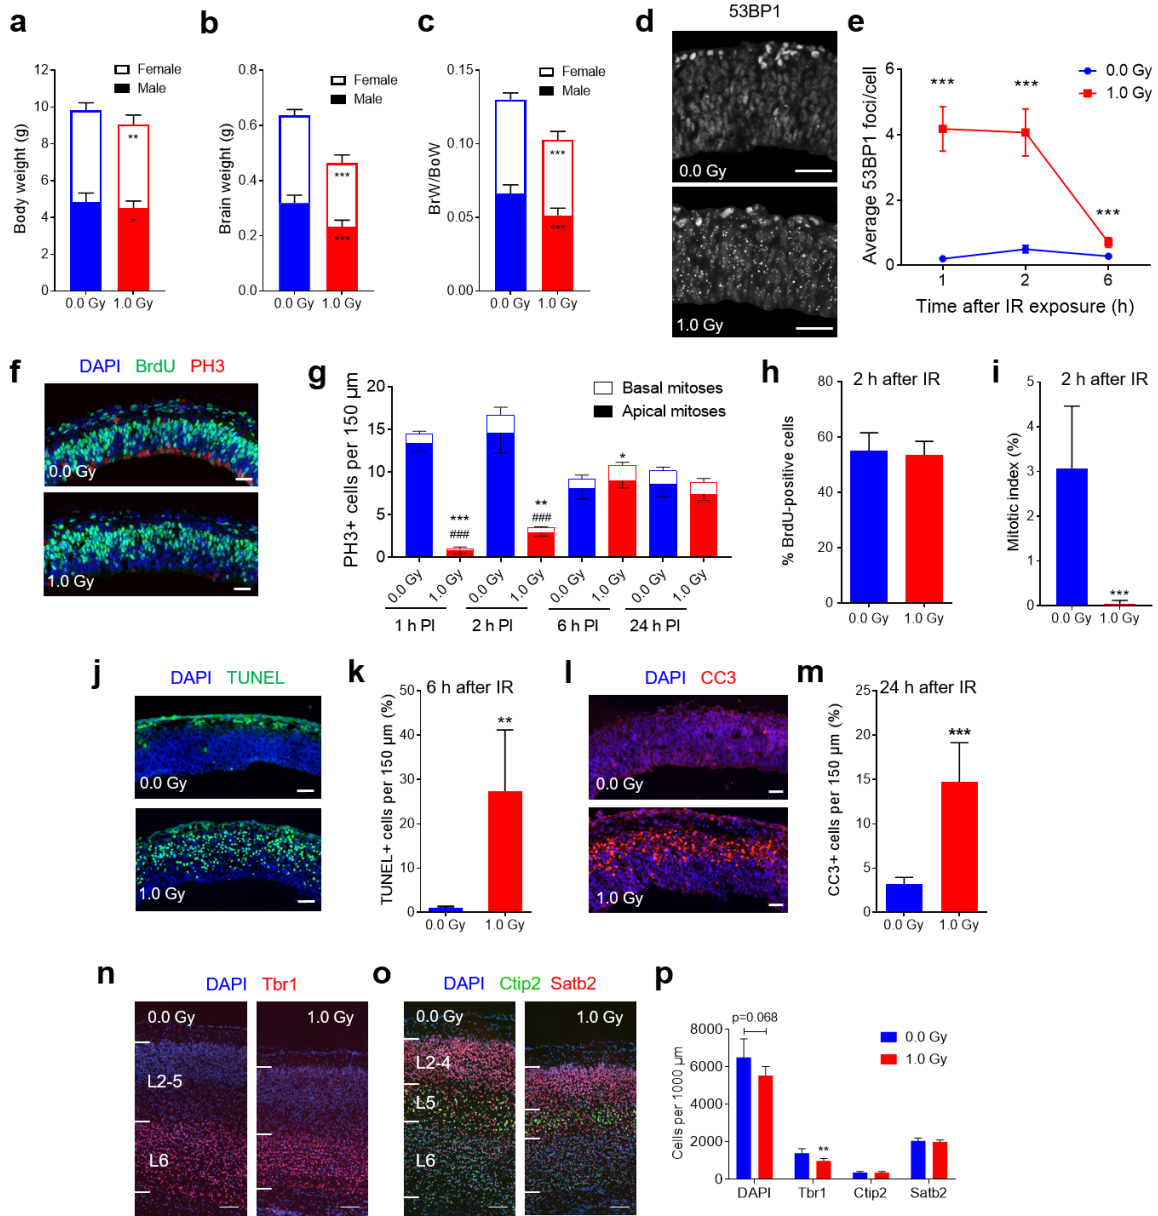 a
Female
Male
Body weight (g)
12
10
8
6
4
2
0
**
*
0.0 Gy 1.0 Gy
b
Female
Male
Brain weight (g)
0.8
0.6
0.4
0.2
0.0
***
***
0.0 Gy 1.0 Gy
c
Female
Male
BrW/BoW
0.15
0.10
0.05
0.00
***
***
0.0 Gy 1.0 Gy
d
53BP1
0.0 Gy
1.0 Gy
e
0.0 Gy
1.0 Gy
Average 53BP1 foci/cell
6
4
2
0
*** *** ***
1 2 6
Time after IR exposure (h)
f
DAPI BrdU PH3
0.0 Gy
1.0 Gy
g
Basal mitoses
Apical mitoses
PH3+ cells per 150 µm
20
15
10
5
0
***
###
**
###
*
0.0 Gy 1.0 Gy 0.0 Gy 1.0 Gy 0.0 Gy 1.0 Gy 0.0 Gy 1.0 Gy
1 h PI 2 h PI 6 h PI 24 h PI
h
2 h after IR
% BrdU-positive cells
80
60
40
20
0
0.0 Gy 1.0 Gy
i
2 h after IR
Mitotic index (%)
5
4
3
2
1
0
***
0.0 Gy 1.0 Gy
j
DAPI TUNEL
0.0 Gy
1.0 Gy
k
6 h after IR
TUNEL+ cells per 150 µm (%)
50
40
30
20
10
0
**
0.0 Gy 1.0 Gy
l
DAPI CC3
0.0 Gy
1.0 Gy
m
24 h after IR
CC3+ cells per 150 µm (%)
25
20
15
10
5
0
***
0.0 Gy 1.0 Gy
n
DAPI Tbr1
0.0 Gy 1.0 Gy
L2-5
L6
o
DAPI Ctip2 Satb2
0.0 Gy 1.0 Gy
L2-4
L5
L6
p
p=0.068
0.0 Gy
1.0 Gy
Cells per 1000 µm
8000
6000
4000
2000
0
**
DAPI Tbr1 Ctip2 Satb2